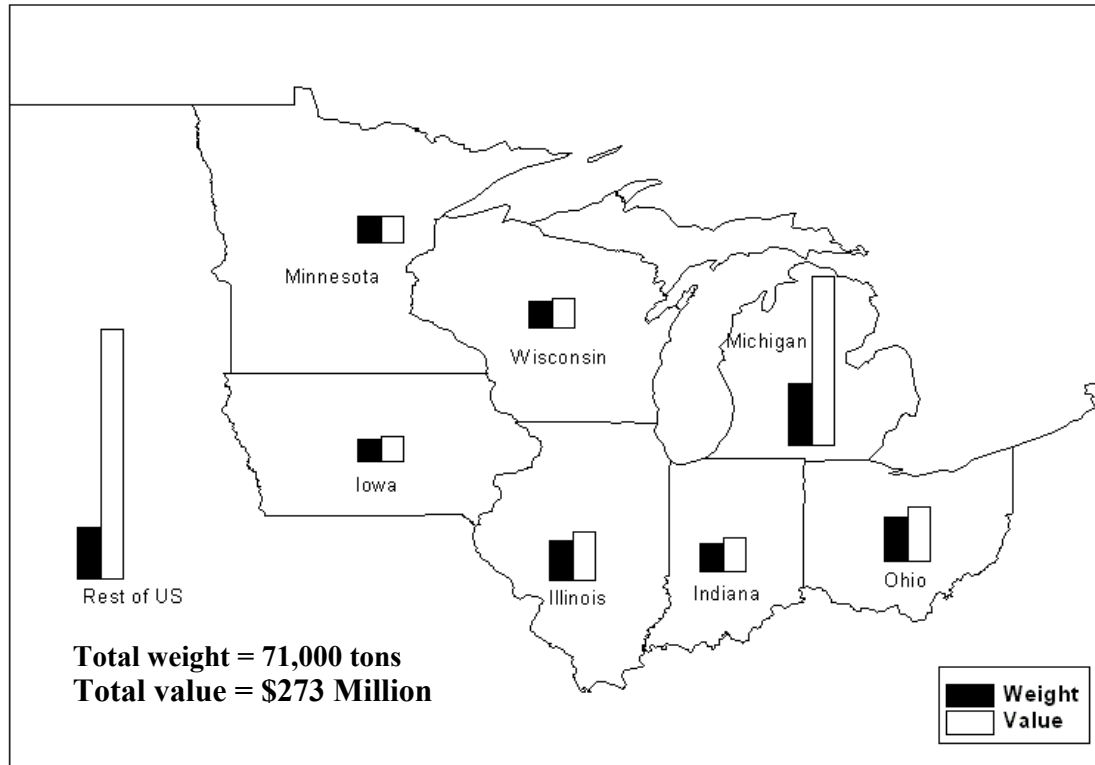 Minnesota
Wisconsin
Michigan
Iowa
Illinois
Indiana
Ohio
Rest of US
Total weight = 71,000 tons
Total value = $273 Million
Weight
Value